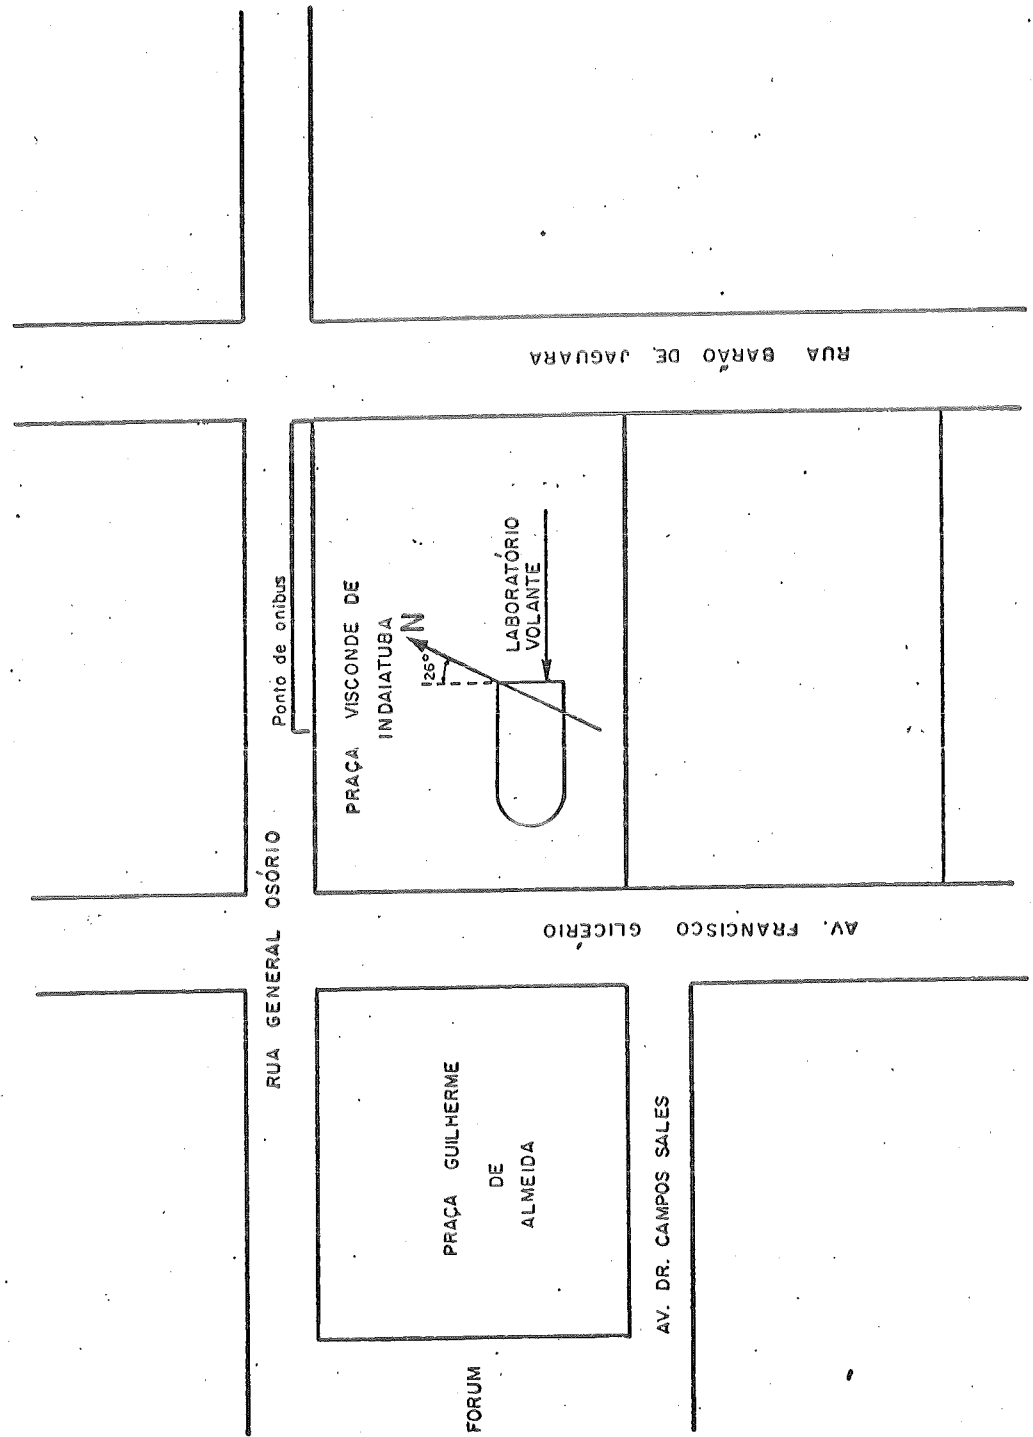 RUA BARÃO DE JAGUARA
Ponto de onibus
PRAÇA VISCONDE DE
INDAIATUBA
N
26°
LABORATÓRIO
VOLANTE
RUA GENERAL OSÓRIO
AV. FRANCISCO GLICÉRIO
PRAÇA GUILHERME
DE
ALMEIDA
AV. DR. CAMPOS SALES
FORUM